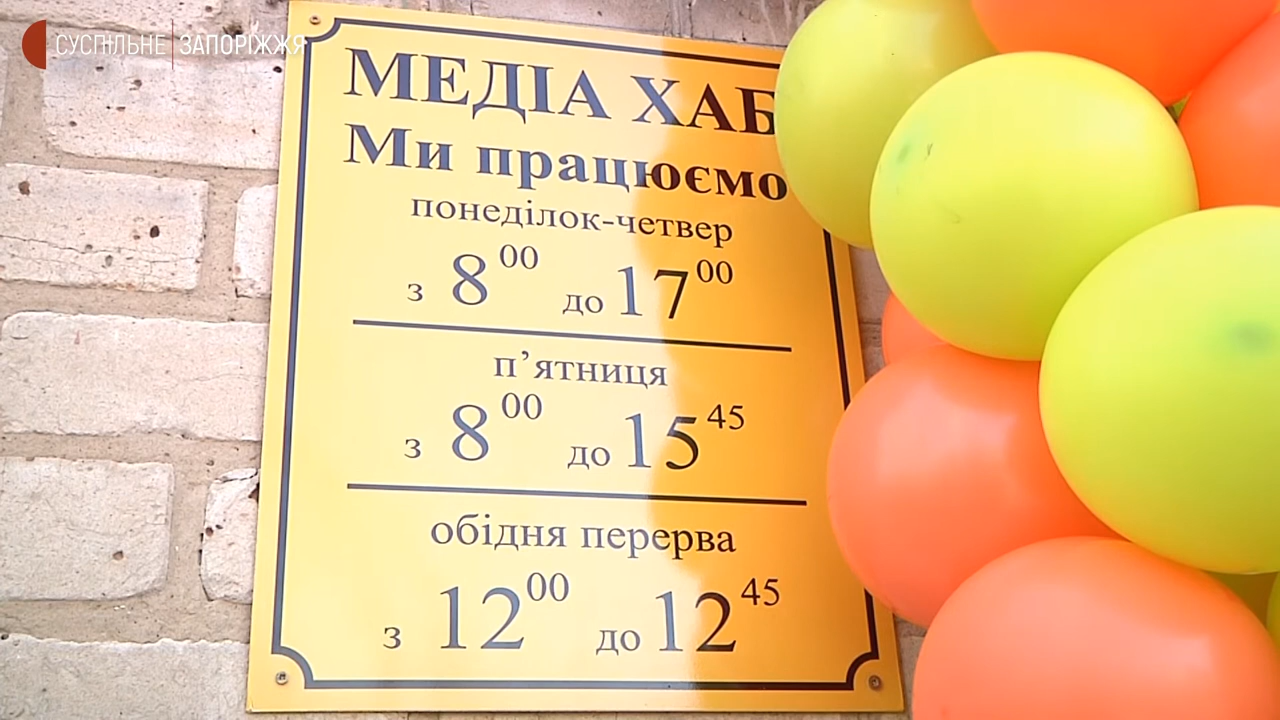 СУСПІЛЬНЕ ЗАПОРІЖЖЯ
МЕДІА ХАБ
Ми працюємо
понеділок-четвер
з 8 00 до 17 00
п’ятниця
з 8 00 до 15 45
обідня перерва
з 12 00 до 12 45